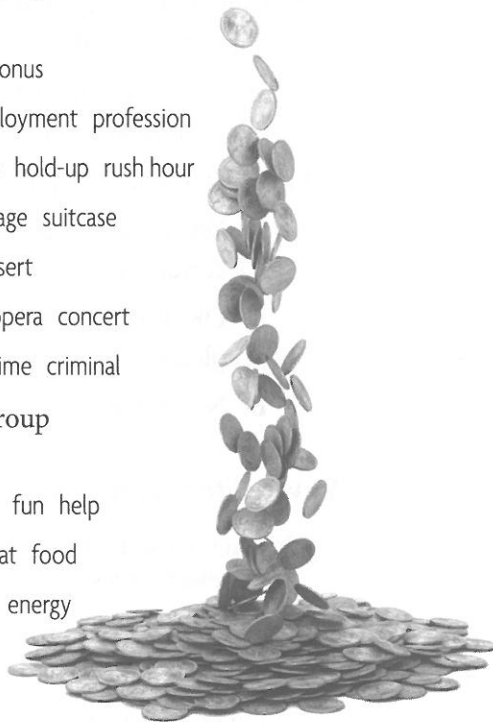 onus
loyment profession
hold-up rush hour
age suitcase
sert
opera concert
ime criminal
roup
fun help
at food
energy